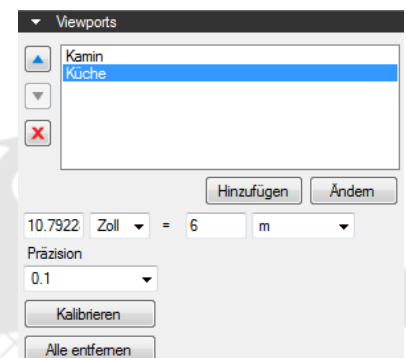 Viewports
Kamin
Küche
Hinzufügen Ändern
10.7922 Zoll = 6 m
Präzision
0.1
Kalibrieren
Alle entfernen